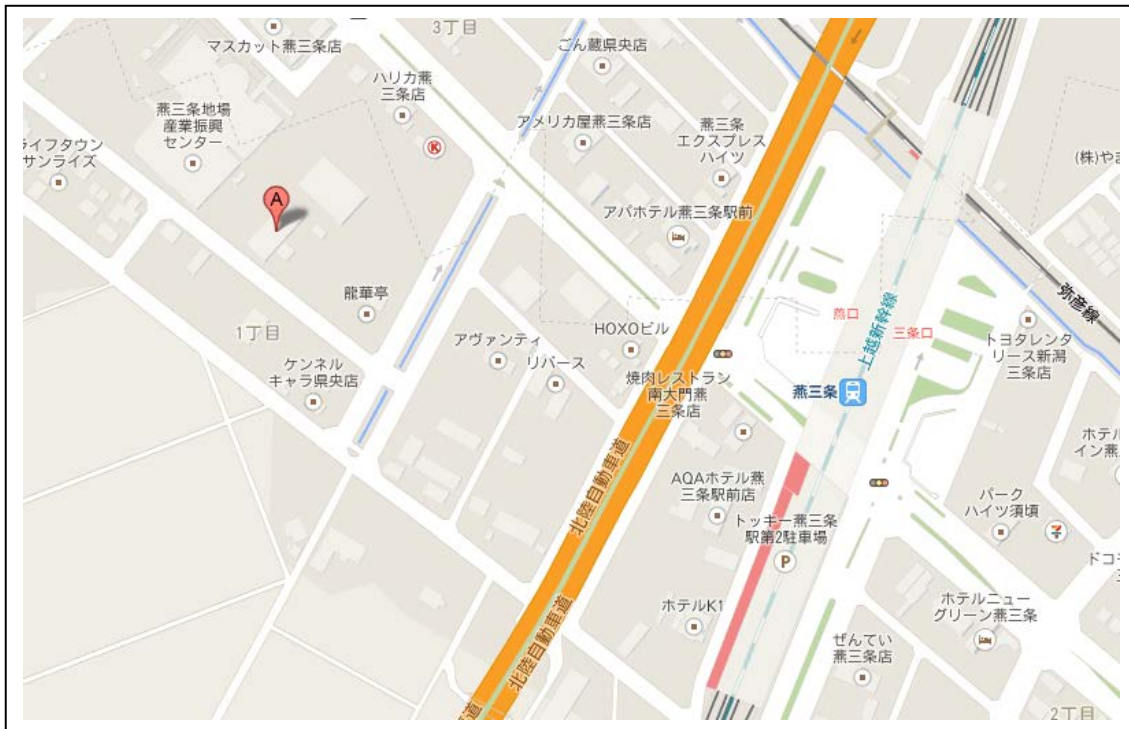 3丁目
マスカット燕三条店
ごん蔵県央店
ハリカ燕
三条店
燕三条地場
産業振興
センター
アメリカ屋燕三条店
燕三条
エクスプレス
ハイツ
ライフタウン
サンライズ
K
(株)やま
A
アパホテル燕三条駅前
龍華亭
1丁目
弥彦線
上越新幹線
燕口
三条口
HOXOビル
アヴァンティ
リバース
トヨタレンタ
リース新潟
三条店
ケンネル
キャラ県央店
焼肉レストラン
南大門燕
三条店
燕三条
ホテル
イン燕
北陸自動車道
AQAホテル燕
三条駅前店
パーク
ハイツ須頃
トッキー燕三条
駅第2駐車場
P
7
ドコモ
ホテルK1
ホテルニュー
グリーン燕三条
北陸自動車道
ぜんてい
燕三条店
2丁目